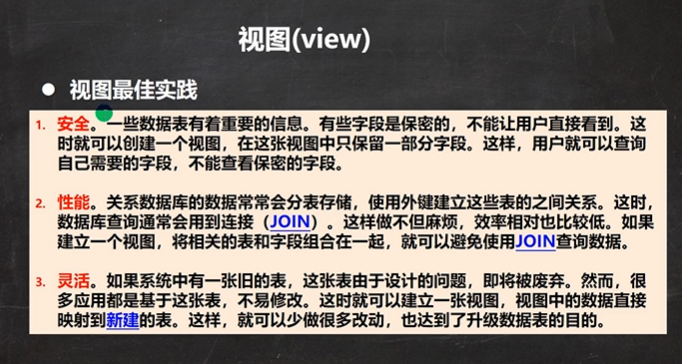 视图(view)
● 视图最佳实践
1. 安全。一些数据表有着重要的信息。有些字段是保密的，不能让用户直接看到。这
时就可以创建一个视图，在这张视图中只保留一部分字段。这样，用户就可以查询
自己需要的字段，不能查看保密的字段。
2. 性能。关系数据库的数据常常会分表存储，使用外键建立这些表的之间关系。这时，
数据库查询通常会用到连接（JOIN）。这样做不但麻烦，效率相对也比较低。如果
建立一个视图，将相关的表和字段组合在一起，就可以避免使用JOIN查询数据。
3. 灵活。如果系统中有一张旧的表，这张表由于设计的问题，即将被废弃。然而，很
多应用都是基于这张表，不易修改。这时就可以建立一张视图，视图中的数据直接
映射到新建的表。这样，就可以少做很多改动，也达到了升级数据表的目的。